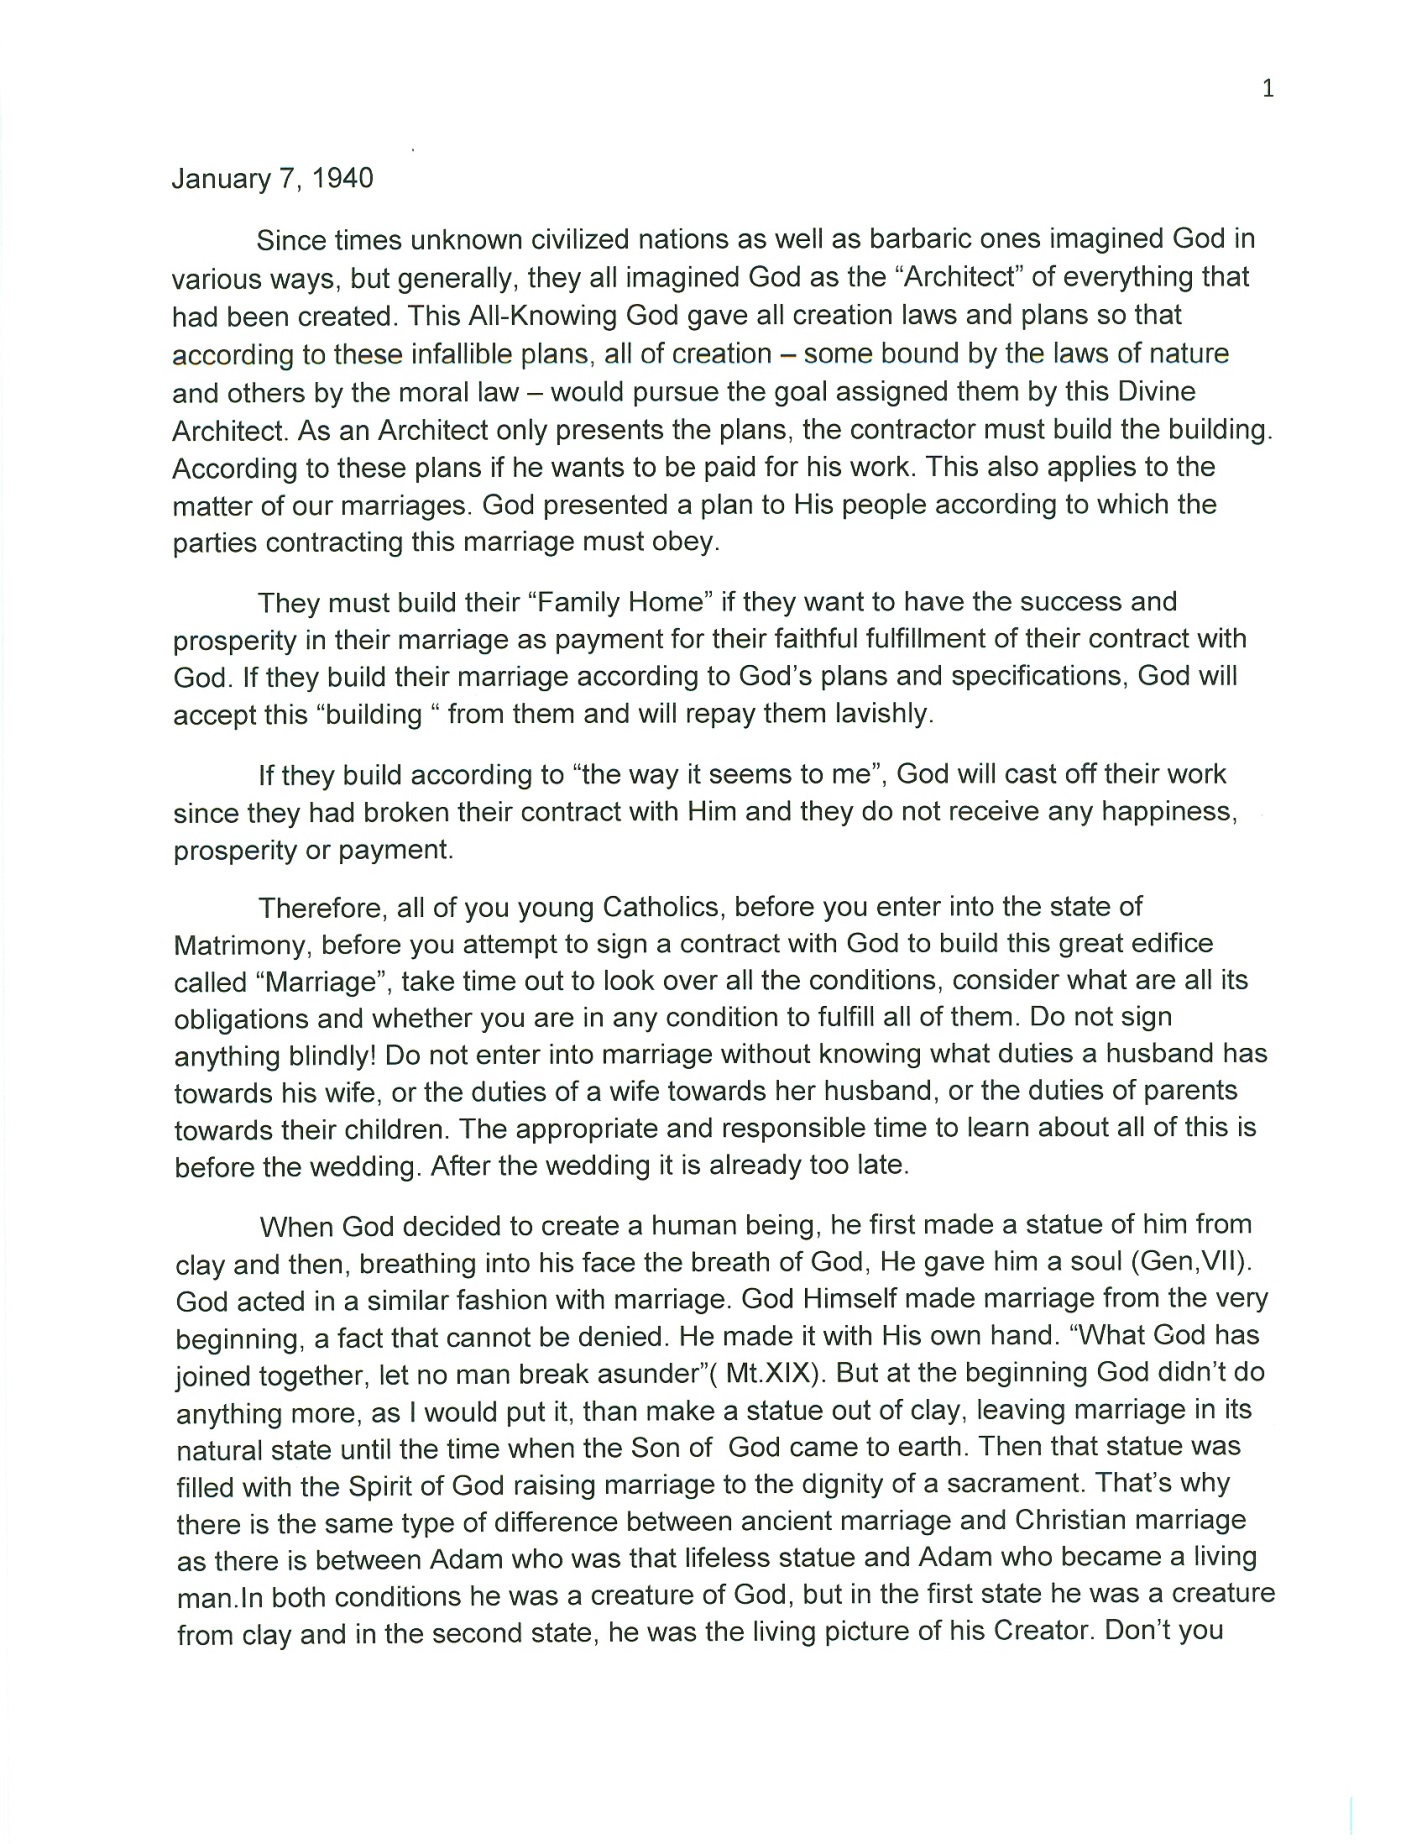 1
January 7, 1940
Since times unknown civilized nations as well as barbaric ones imagined God in
various ways, but generally, they all imagined God as the “Architect” of everything that
had been created. This All-Knowing God gave all creation laws and plans so that
according to these infallible plans, all of creation – some bound by the laws of nature
and others by the moral law – would pursue the goal assigned them by this Divine
Architect. As an Architect only presents the plans, the contractor must build the building.
According to these plans if he wants to be paid for his work. This also applies to the
matter of our marriages. God presented a plan to His people according to which the
parties contracting this marriage must obey.
They must build their “Family Home” if they want to have the success and
prosperity in their marriage as payment for their faithful fulfillment of their contract with
God. If they build their marriage according to God’s plans and specifications, God will
accept this “building “ from them and will repay them lavishly.
If they build according to “the way it seems to me”, God will cast off their work
since they had broken their contract with Him and they do not receive any happiness,
prosperity or payment.
Therefore, all of you young Catholics, before you enter into the state of
Matrimony, before you attempt to sign a contract with God to build this great edifice
called “Marriage”, take time out to look over all the conditions, consider what are all its
obligations and whether you are in any condition to fulfill all of them. Do not sign
anything blindly! Do not enter into marriage without knowing what duties a husband has
towards his wife, or the duties of a wife towards her husband, or the duties of parents
towards their children. The appropriate and responsible time to learn about all of this is
before the wedding. After the wedding it is already too late.
When God decided to create a human being, he first made a statue of him from
clay and then, breathing into his face the breath of God, He gave him a soul (Gen,VII).
God acted in a similar fashion with marriage. God Himself made marriage from the very
beginning, a fact that cannot be denied. He made it with His own hand. “What God has
joined together, let no man break asunder”( Mt.XIX). But at the beginning God didn’t do
anything more, as I would put it, than make a statue out of clay, leaving marriage in its
natural state until the time when the Son of  God came to earth. Then that statue was
filled with the Spirit of God raising marriage to the dignity of a sacrament. That’s why
there is the same type of difference between ancient marriage and Christian marriage
as there is between Adam who was that lifeless statue and Adam who became a living
man.In both conditions he was a creature of God, but in the first state he was a creature
from clay and in the second state, he was the living picture of his Creator. Don’t you